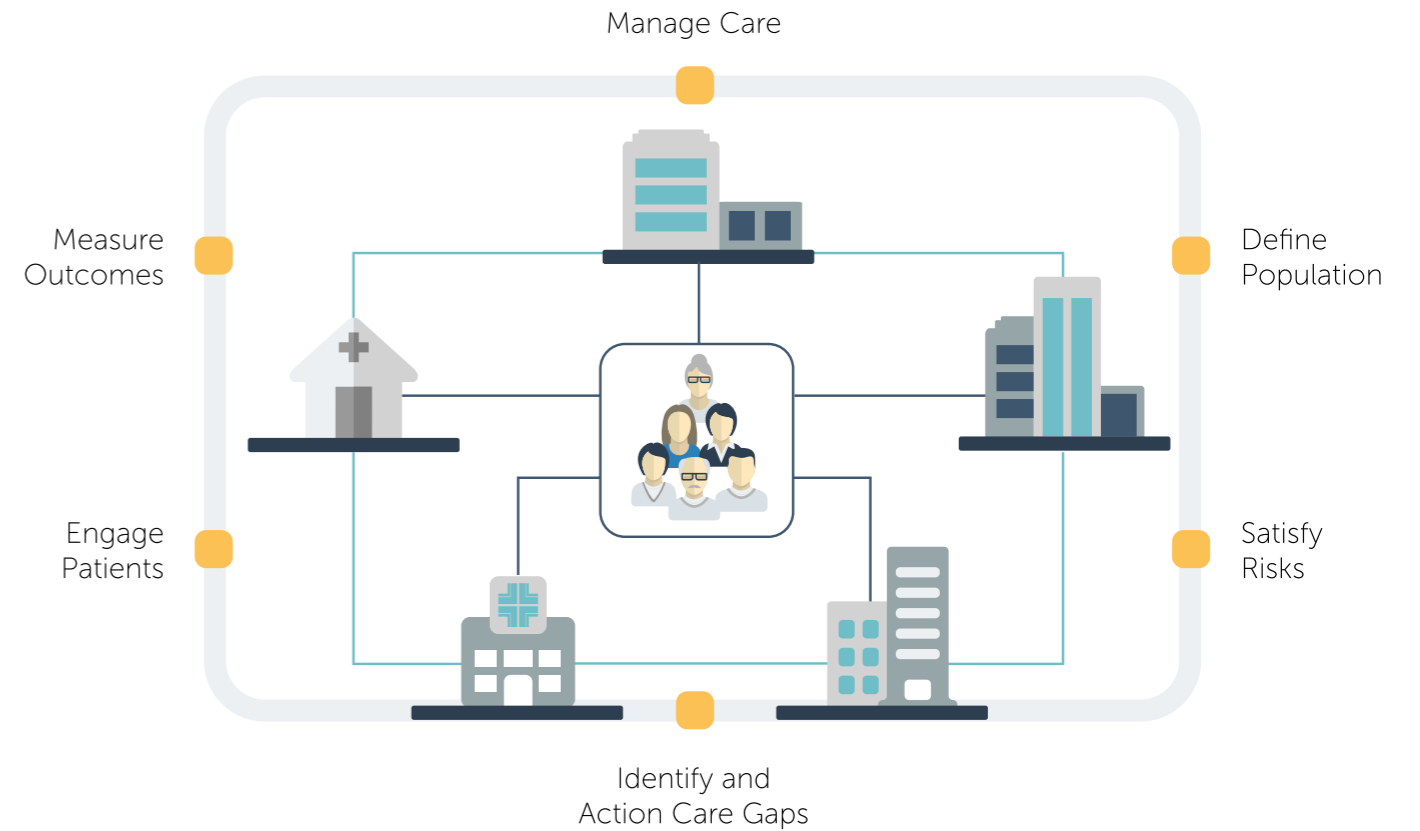 Manage Care
Measure
Outcomes
Define
Population
Engage
Patients
Satisfy
Risks
Identify and
Action Care Gaps